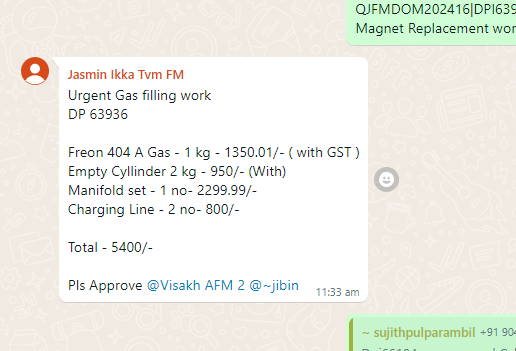 QJFMDOM202416|DPI639
Magnet Replacement wor
Jasmin Ikka Tvm FM
Urgent Gas filling work
DP 63936
Freon 404 A Gas - 1 kg - 1350.01/- ( with GST )
Empty Cyllinder 2 kg - 950/- (With)
Manifold set - 1 no- 2299.99/-
Charging Line - 2 no- 800/-
Total - 5400/-
Pls Approve @Visakh AFM 2 @~jibin
11:33 am
~ sujithpulparambil +91 904